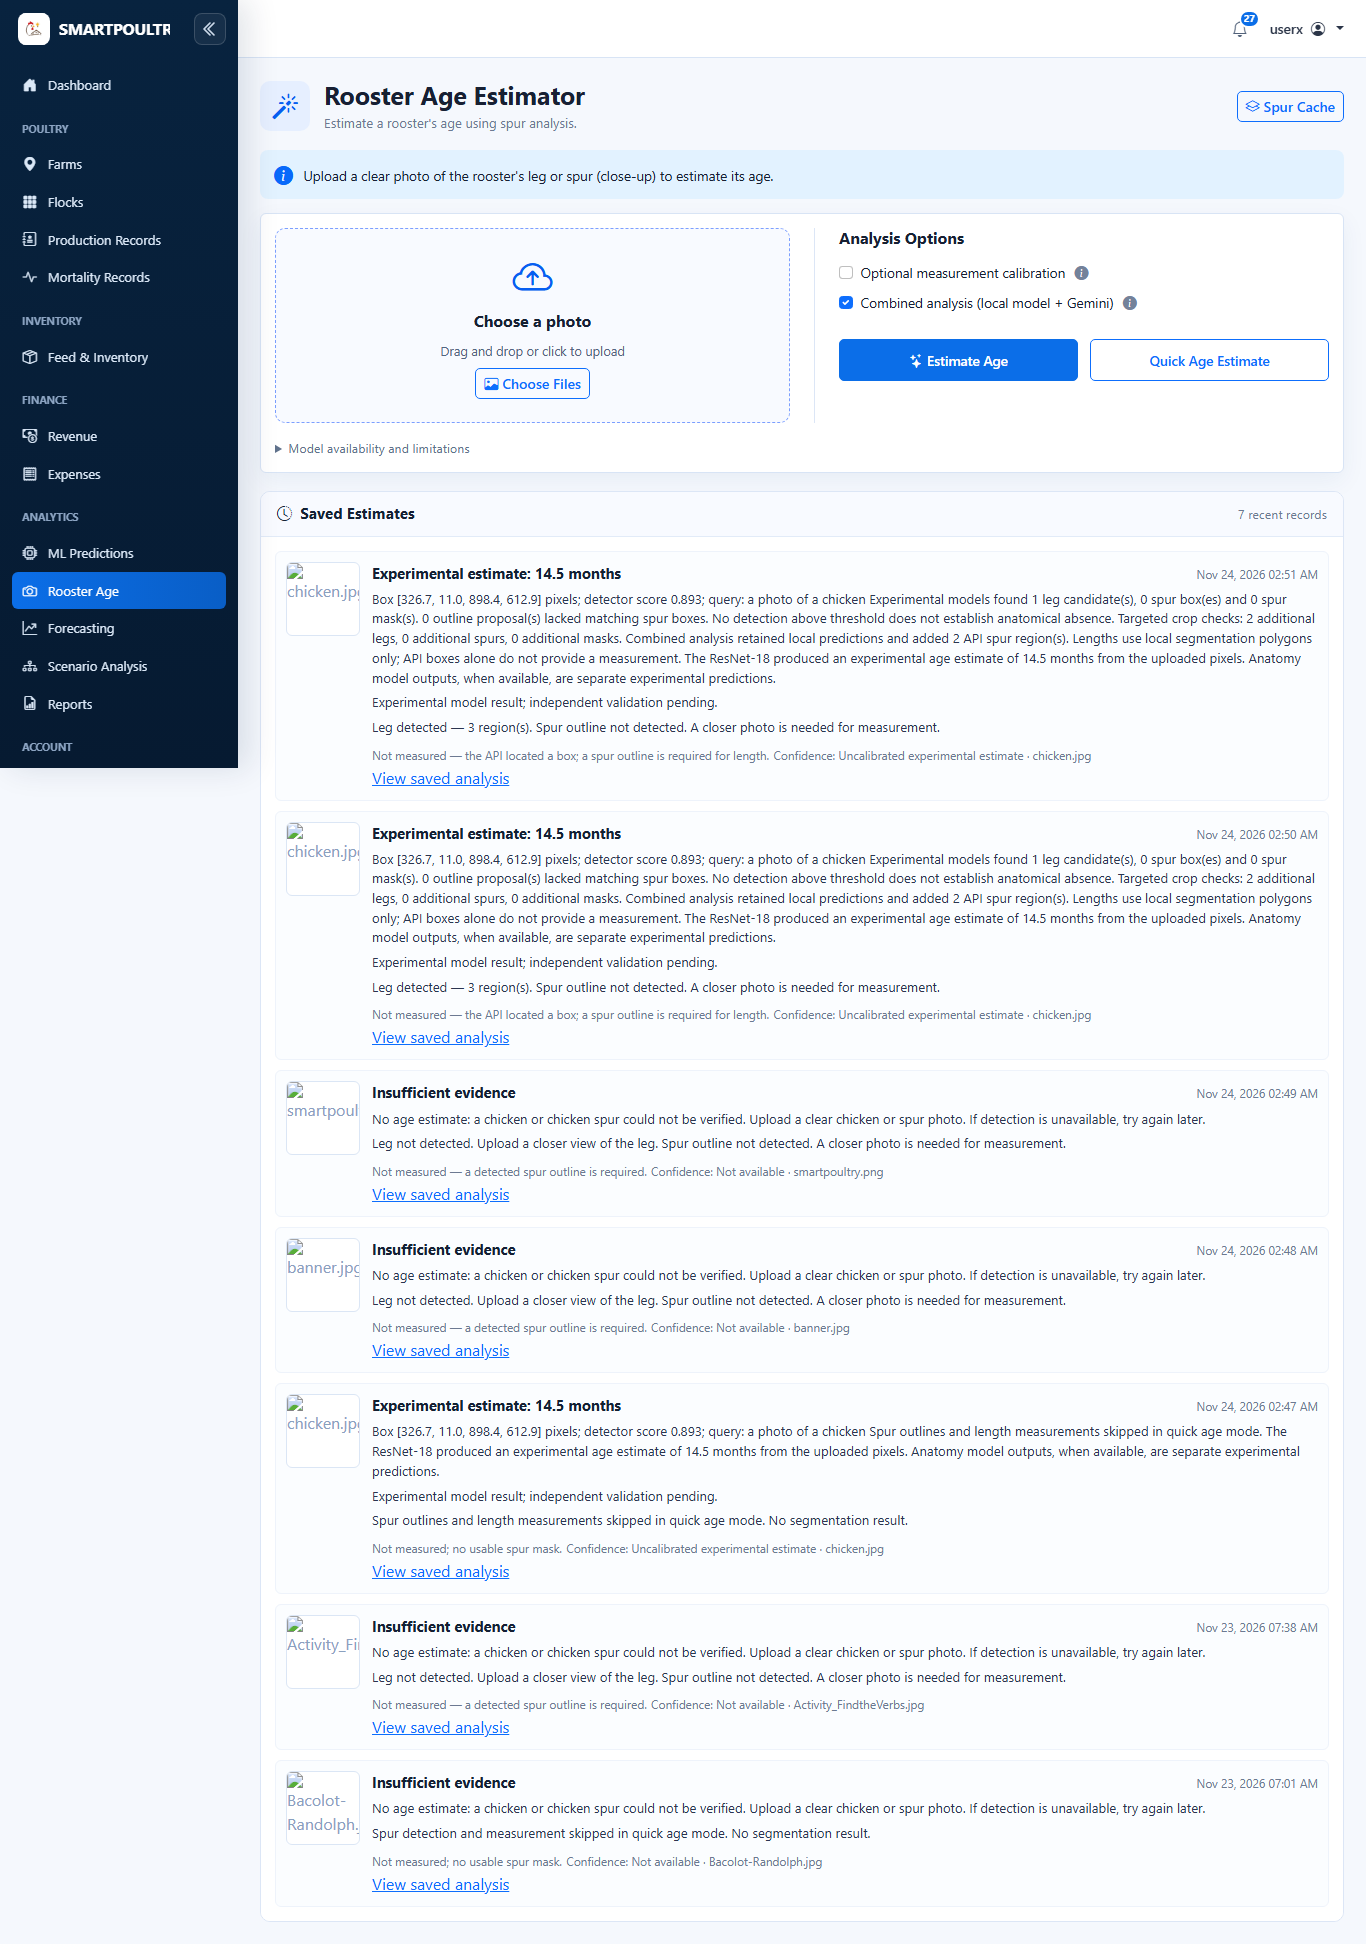 SMARTPOULTR
27
userx
Dashboard
POULTRY
Farms
Flocks
Production Records
Mortality Records
INVENTORY
Feed & Inventory
FINANCE
Revenue
Expenses
ANALYTICS
ML Predictions
Rooster Age
Forecasting
Scenario Analysis
Reports
ACCOUNT
Rooster Age Estimator
Estimate a rooster's age using spur analysis.
Spur Cache
Upload a clear photo of the rooster's leg or spur (close-up) to estimate its age.
Choose a photo
Drag and drop or click to upload
Choose Files
Model availability and limitations
Analysis Options
Optional measurement calibration
Combined analysis (local model + Gemini)
Estimate Age
Quick Age Estimate
Saved Estimates
7 recent records
chicken.jpg
Experimental estimate: 14.5 months
Nov 24, 2026 02:51 AM
Box [326.7, 11.0, 898.4, 612.9] pixels; detector score 0.893; query: a photo of a chicken Experimental models found 1 leg candidate(s), 0 spur box(es) and 0 spur
mask(s). 0 outline proposal(s) lacked matching spur boxes. No detection above threshold does not establish anatomical absence. Targeted crop checks: 2 additional
legs, 0 additional spurs, 0 additional masks. Combined analysis retained local predictions and added 2 API spur region(s). Lengths use local segmentation polygons
only; API boxes alone do not provide a measurement. The ResNet-18 produced an experimental age estimate of 14.5 months from the uploaded pixels. Anatomy
model outputs, when available, are separate experimental predictions.
Experimental model result; independent validation pending.
Leg detected — 3 region(s). Spur outline not detected. A closer photo is needed for measurement.
Not measured — the API located a box; a spur outline is required for length. Confidence: Uncalibrated experimental estimate · chicken.jpg
View saved analysis
chicken.jpg
Experimental estimate: 14.5 months
Nov 24, 2026 02:50 AM
Box [326.7, 11.0, 898.4, 612.9] pixels; detector score 0.893; query: a photo of a chicken Experimental models found 1 leg candidate(s), 0 spur box(es) and 0 spur
mask(s). 0 outline proposal(s) lacked matching spur boxes. No detection above threshold does not establish anatomical absence. Targeted crop checks: 2 additional
legs, 0 additional spurs, 0 additional masks. Combined analysis retained local predictions and added 2 API spur region(s). Lengths use local segmentation polygons
only; API boxes alone do not provide a measurement. The ResNet-18 produced an experimental age estimate of 14.5 months from the uploaded pixels. Anatomy
model outputs, when available, are separate experimental predictions.
Experimental model result; independent validation pending.
Leg detected — 3 region(s). Spur outline not detected. A closer photo is needed for measurement.
Not measured — the API located a box; a spur outline is required for length. Confidence: Uncalibrated experimental estimate · chicken.jpg
View saved analysis
smartpoul
Insufficient evidence
Nov 24, 2026 02:49 AM
No age estimate: a chicken or chicken spur could not be verified. Upload a clear chicken or spur photo. If detection is unavailable, try again later.
Leg not detected. Upload a closer view of the leg. Spur outline not detected. A closer photo is needed for measurement.
Not measured — a detected spur outline is required. Confidence: Not available · smartpoultry.png
View saved analysis
banner.jpg
Insufficient evidence
Nov 24, 2026 02:48 AM
No age estimate: a chicken or chicken spur could not be verified. Upload a clear chicken or spur photo. If detection is unavailable, try again later.
Leg not detected. Upload a closer view of the leg. Spur outline not detected. A closer photo is needed for measurement.
Not measured — a detected spur outline is required. Confidence: Not available · banner.jpg
View saved analysis
chicken.jpg
Experimental estimate: 14.5 months
Nov 24, 2026 02:47 AM
Box [326.7, 11.0, 898.4, 612.9] pixels; detector score 0.893; query: a photo of a chicken Spur outlines and length measurements skipped in quick age mode. The
ResNet-18 produced an experimental age estimate of 14.5 months from the uploaded pixels. Anatomy model outputs, when available, are separate experimental
predictions.
Experimental model result; independent validation pending.
Spur outlines and length measurements skipped in quick age mode. No segmentation result.
Not measured; no usable spur mask. Confidence: Uncalibrated experimental estimate · chicken.jpg
View saved analysis
Activity_Fi
Insufficient evidence
Nov 23, 2026 07:38 AM
No age estimate: a chicken or chicken spur could not be verified. Upload a clear chicken or spur photo. If detection is unavailable, try again later.
Leg not detected. Upload a closer view of the leg. Spur outline not detected. A closer photo is needed for measurement.
Not measured — a detected spur outline is required. Confidence: Not available · Activity_FindtheVerbs.jpg
View saved analysis
Bacolot-
Randolph.
Insufficient evidence
Nov 23, 2026 07:01 AM
No age estimate: a chicken or chicken spur could not be verified. Upload a clear chicken or spur photo. If detection is unavailable, try again later.
Spur detection and measurement skipped in quick age mode. No segmentation result.
Not measured; no usable spur mask. Confidence: Not available · Bacolot-Randolph.jpg
View saved analysis